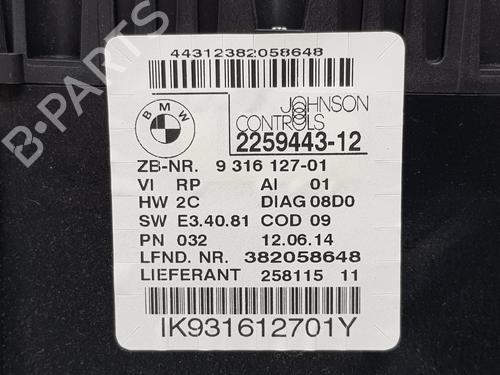 44312382058648
BMW
JOHNSON
CONTROLS
2259443-12
ZB-NR. 9 316 127-01
VI RP AI 01
HW 2C DIAG 08D0
SW E3.40.81 COD 09
PN 032 12.06.14
LFND. NR. 382058648
LIEFERANT 258115 11
IK931612701Y
B-PARTS